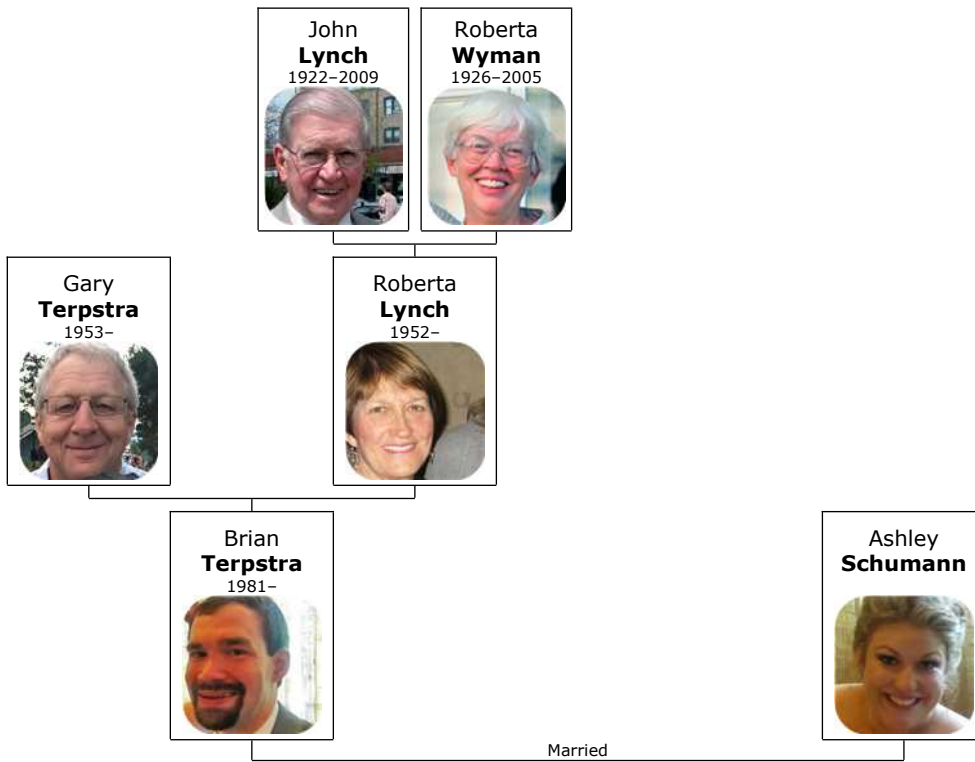 John
Lynch
1922–2009
Roberta
Wyman
1926–2005
Gary
Terpstra
1953–
Roberta
Lynch
1952–
Brian
Terpstra
1981–
Ashley
Schumann
Married